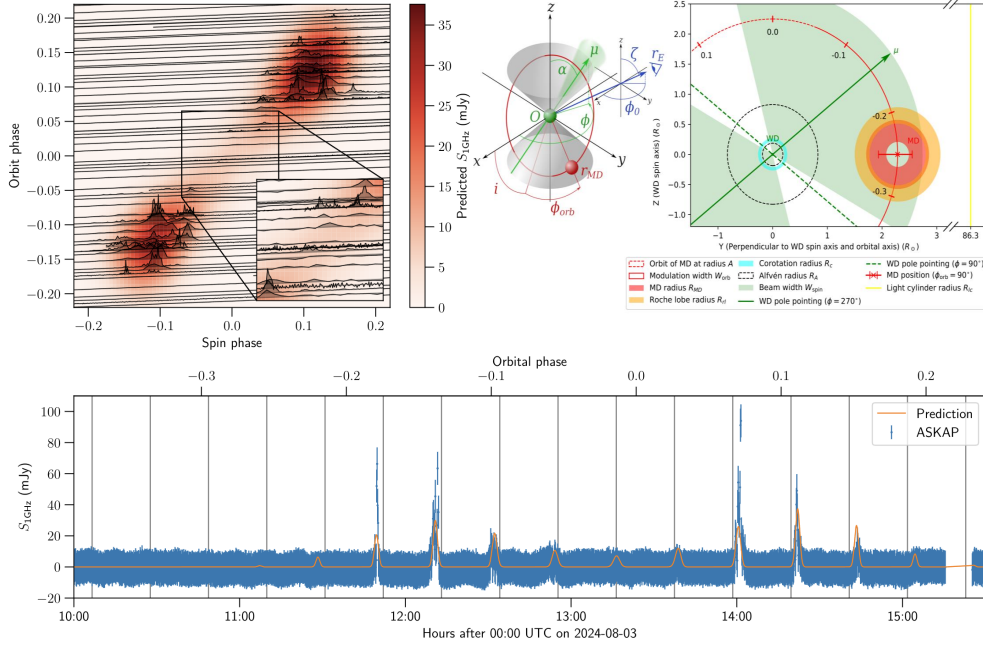 0.20
0.15
0.10
0.05
0.00
−0.05
−0.10
−0.15
−0.20
Orbit phase
−0.2
−0.1
0.0
0.1
0.2
Spin phase
35
30
25
20
15
10
5
0
Predicted S1GHz (mJy)
z
μ
α
O
ϕ
x
y
i
rMD
ϕorb
z
ζ
rE
x
y
ϕ0
2.5
2.0
1.5
1.0
0.5
0.0
−0.5
−1.0
Z (WD spin axis) (R⊙)
0.1
0.0
-0.1
-0.2
-0.3
μ
WD
MD
−1
0
1
2
3
86.3
Y (Perpendicular to WD spin axis and orbital axis) (R⊙)
Orbit of MD at radius A
Modulation width Worb
MD radius RMD
Roche lobe radius Rrl
Corotation radius Rc
Alfvén radius RA
Beam width Wspin
WD pole pointing (ϕ = 270°)
WD pole pointing (ϕ = 90°)
MD position (ϕorb = 90°)
Light cylinder radius Rlc
Orbital phase
−0.3
−0.2
−0.1
0.0
0.1
0.2
100
80
60
40
20
0
−20
S1GHz (mJy)
Prediction
ASKAP
10:00
11:00
12:00
13:00
14:00
15:00
Hours after 00:00 UTC on 2024-08-03